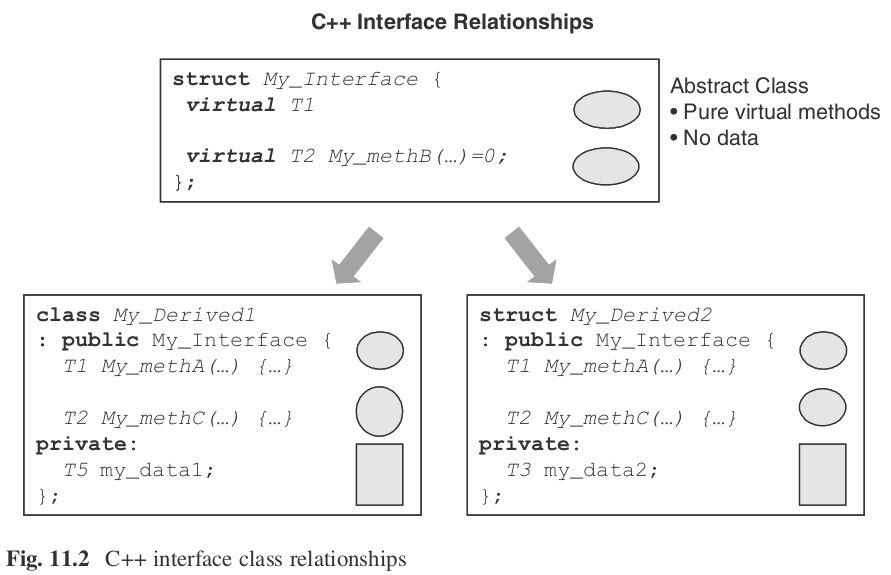 C++ Interface Relationships
struct My_Interface {
virtual T1
virtual T2 My_methB(…)=0;
};
Abstract Class
• Pure virtual methods
• No data
class My_Derived1
: public My_Interface {
T1 My_methA(…) {…}
T2 My_methC(…) {…}
private:
T5 my_data1;
};
struct My_Derived2
: public My_Interface {
T1 My_methA(…) {…}
T2 My_methC(…) {…}
private:
T3 my_data2;
};
Fig. 11.2 C++ interface class relationships